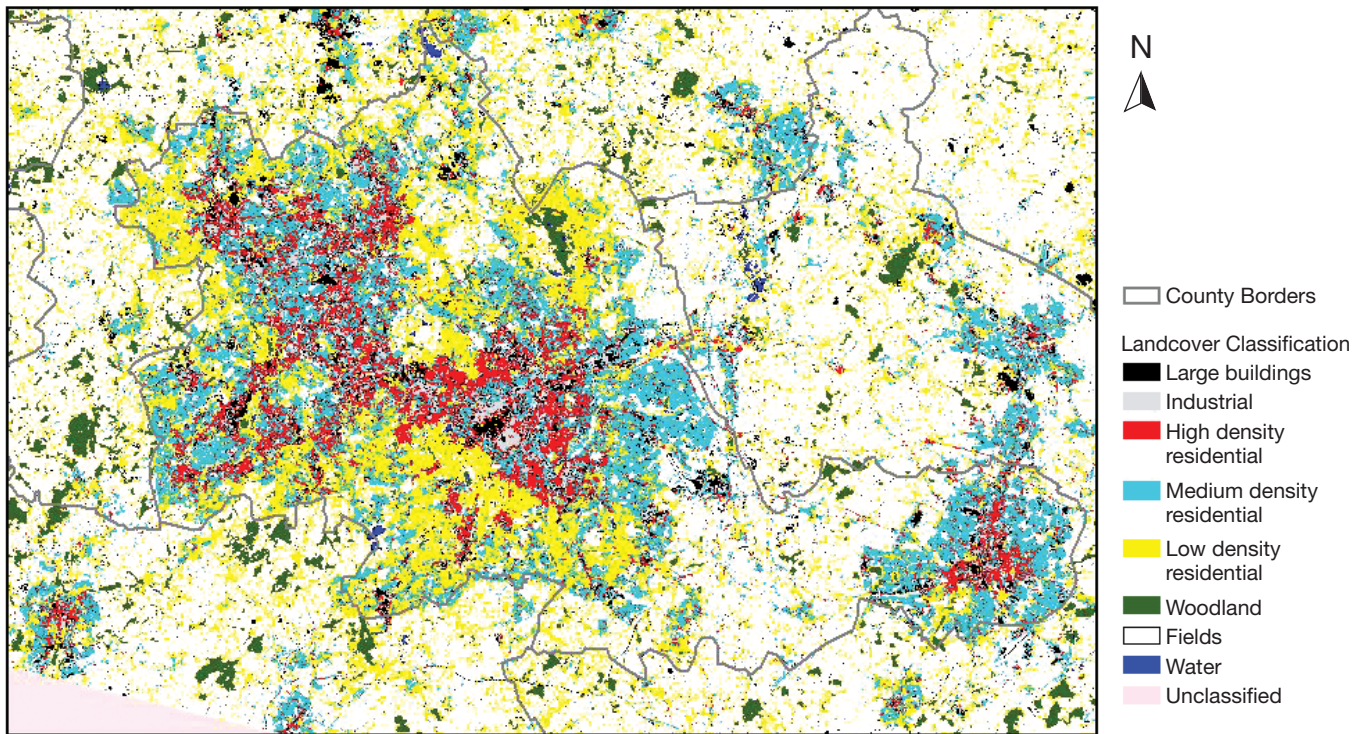 N
County Borders
Landcover Classification
Large buildings
Industrial
High density
residential
Medium density
residential
Low density
residential
Woodland
Fields
Water
Unclassified